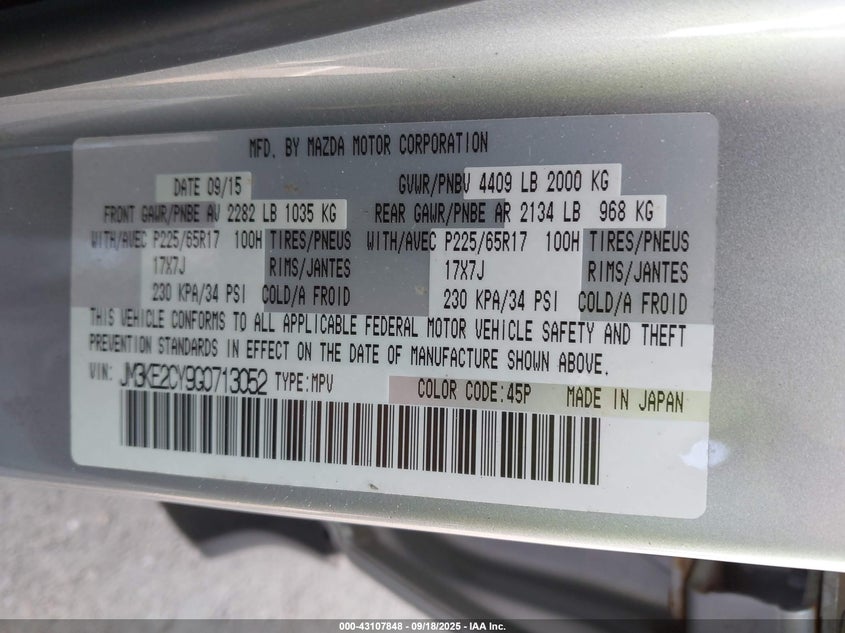 MFD. BY MAZDA MOTOR CORPORATION
DATE 09/15 GVWR/PNBV 4409 LB 2000 KG
FRONT GAWR/PNBE AV 2282 LB 1035 KG REAR GAWR/PNBE AR 2134 LB 968 KG
WITH/AVEC P225/65R17 100H TIRES/PNEUS WITH/AVEC P225/65R17 100H TIRES/PNEUS
17X7J RIMS/JANTES 17X7J RIMS/JANTES
230 KPA/34 PSI COLD/A FROID 230 KPA/34 PSI COLD/A FROID
THIS VEHICLE CONFORMS TO ALL APPLICABLE FEDERAL MOTOR VEHICLE SAFETY AND THEFT
PREVENTION STANDARDS IN EFFECT ON THE DATE OF MANUFACTURE SHOWN ABOVE.
VIN: JM3KE2CY9G0713052 TYPE:MPV COLOR CODE:45P MADE IN JAPAN
000-43107848 - 09/18/2025 - IAA Inc.